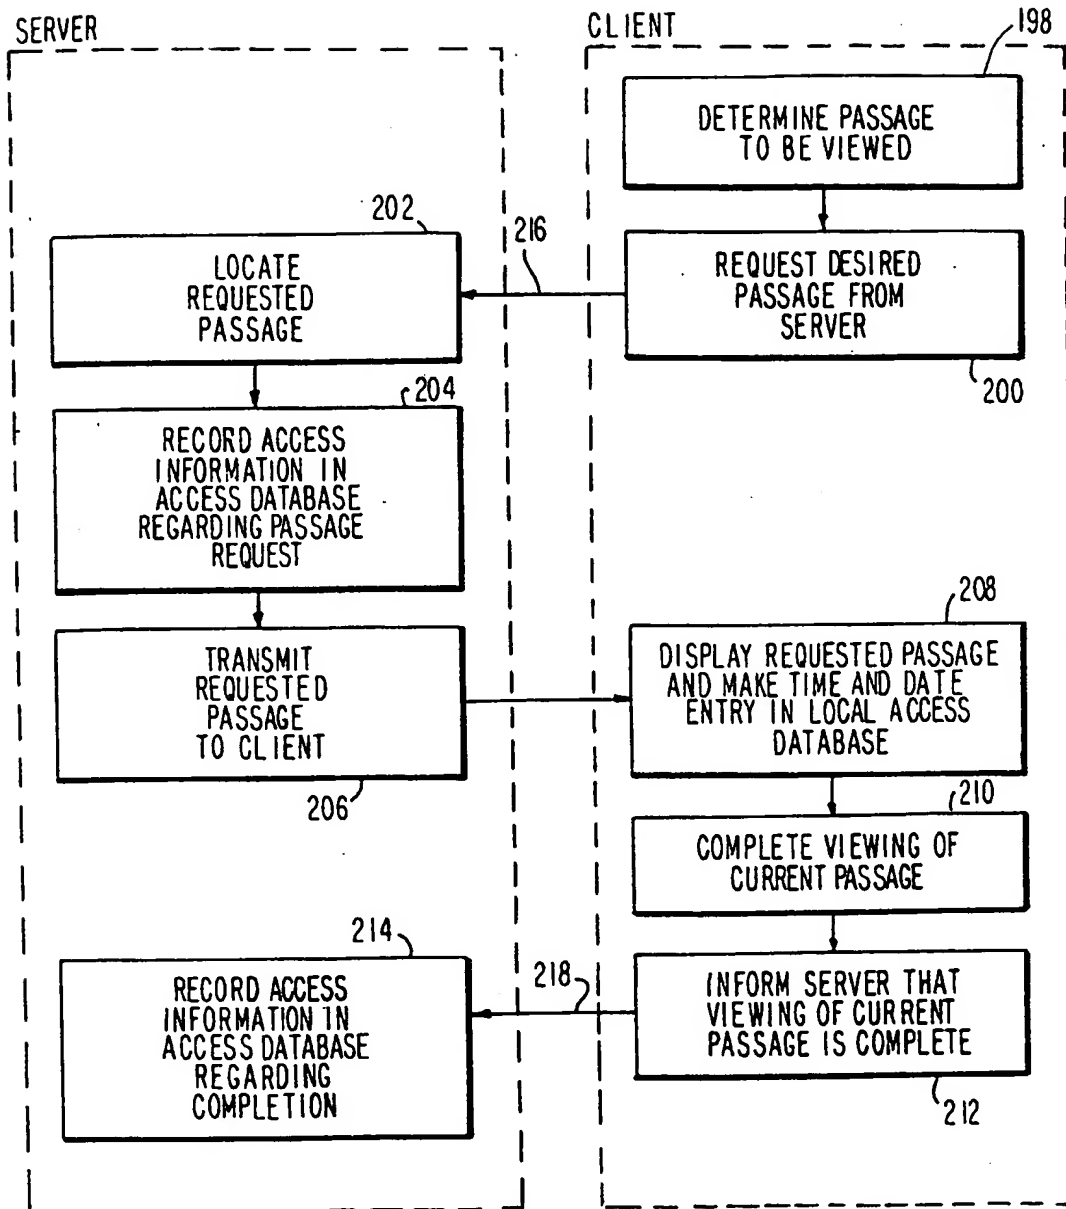 SERVER
CLIENT
198
DETERMINE PASSAGE
TO BE VIEWED
202
216
LOCATE
REQUESTED
PASSAGE
REQUEST DESIRED
PASSAGE FROM
SERVER
200
204
RECORD ACCESS
INFORMATION IN
ACCESS DATABASE
REGARDING PASSAGE
REQUEST
208
TRANSMIT
REQUESTED
PASSAGE
TO CLIENT
206
DISPLAY REQUESTED PASSAGE
AND MAKE TIME AND DATE
ENTRY IN LOCAL ACCESS
DATABASE
210
COMPLETE VIEWING OF
CURRENT PASSAGE
214
218
RECORD ACCESS
INFORMATION IN
ACCESS DATABASE
REGARDING
COMPLETION
INFORM SERVER THAT
VIEWING OF CURRENT
PASSAGE IS COMPLETE
212